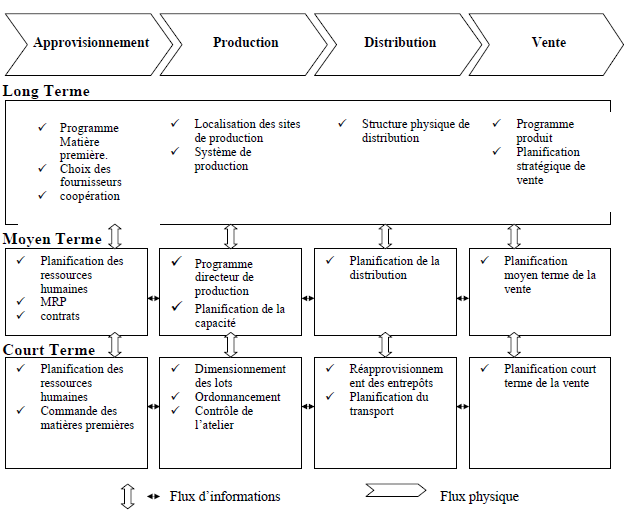 Approvisionnement
Production
Distribution
Vente
Long Terme
✓ Programme
Matière
première.
✓ Choix des
fournisseurs
✓ coopération
✓ Localisation des sites
de production
✓ Système de
production
✓ Structure physique de
distribution
✓ Programme
produit
✓ Planification
stratégique de
vente
Moyen Terme
✓ Planification des
ressources
humaines
✓ MRP
✓ contrats
✓ Programme
directeur de
production
✓ Planification de la
capacité
✓ Planification de la
distribution
✓ Planification
moyen terme de la
vente
Court Terme
✓ Planification des
ressources
humaines
✓ Commande des
matières premières
✓ Dimensionnement
des lots
✓ Ordonnancement
✓ Contrôle de
l'atelier
✓ Réapprovisionnem
ent des entrepôts
✓ Planification du
transport
✓ Planification court
terme de la vente
Flux d'informations
Flux physique